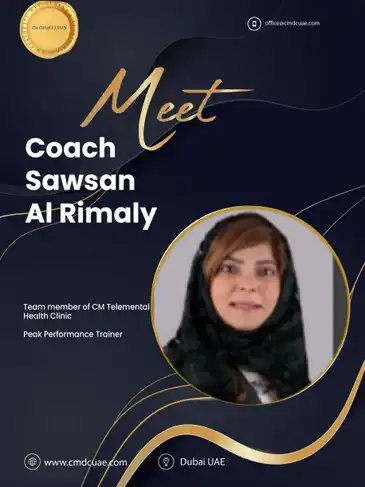 office@cmdcuae.com
Meet
Coach
Sawsan
Al Rimaly
Team member of CM Telemental
Health Clinic
Peak Performance Trainer
www.cmdcuae.com
Dubai UAE